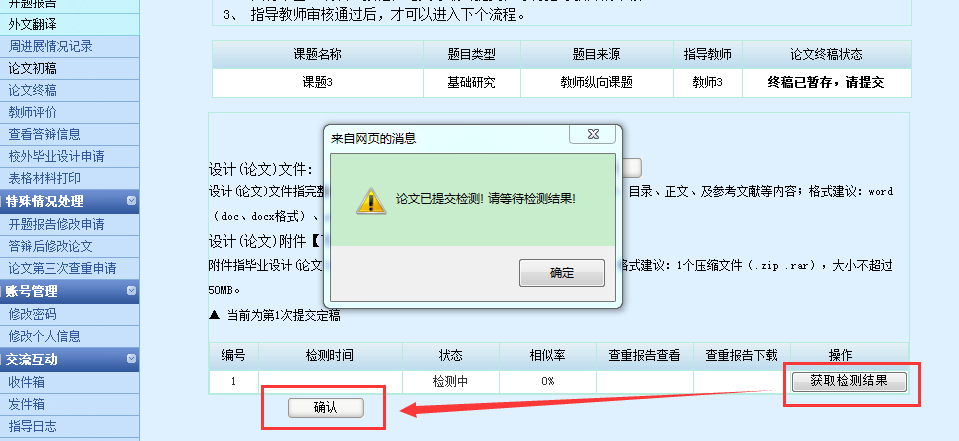 开题报告
外文翻译
周进展情况记录
论文初稿
论文终稿
教师评价
查看答辩信息
校外毕业设计申请
表格材料打印
特殊情况处理
开题报告修改申请
答辩后修改论文
论文第三次查重申请
账号管理
修改密码
修改个人信息
交流互动
收件箱
发件箱
指导日志
3、 指导教师审核通过后，才可以进入下个流程。
课题名称 题目类型 题目来源 指导教师 论文终稿状态
课题3 基础研究 教师纵向课题 教师3 终稿已暂存，请提交
来自网页的消息
论文已提交检测! 请等待检测结果!
确定
设计(论文)文件:
设计(论文)文件指完整 目录、正文、及参考文献等内容; 格式建议: word
(doc、docx格式)、
设计(论文)附件【
附件指毕业设计(论文 格式建议: 1个压缩文件 (.zip .rar) , 大小不超过
50MB。
▲ 当前为第1次提交定稿
编号 检测时间 状态 相似率 查重报告查看 查重报告下载 操作
1 检测中 0% 获取检测结果
确认